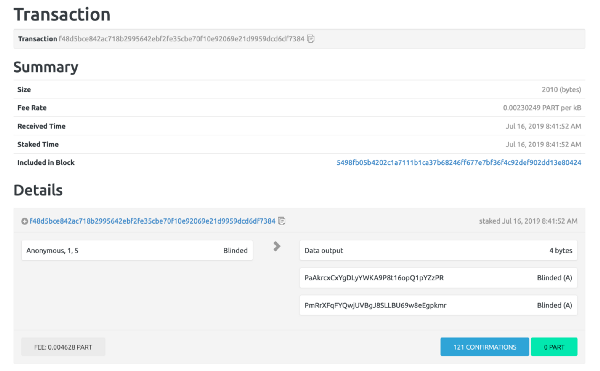 Transaction
Transaction f48d5bce842ac718b2995642ebf2fe35cbe70f10e92069e21d9959dcd6df7384
Summary
Size 2010 (bytes)
Fee Rate 0.00230249 PART per kB
Received Time Jul 16, 2019 8:41:52 AM
Staked Time Jul 16, 2019 8:41:52 AM
Included in Block 5498fb05b4202c1a7111b1ca37b68246ff677e7bf36f4c92def902dd13e80424
Details
f48d5bce842ac718b2995642ebf2fe35cbe70f10e92069e21d9959dcd6df7384 staked Jul 16, 2019 8:41:52 AM
Anonymous, 1, 5 Blinded
Data output 4 bytes
PaAkrcxCxYgDLyYWKA9P8t16opQ1pYZzPR Blinded (A)
PmRrXFqFYQwjUVBgJ8SLLBU69w8eEgpkmr Blinded (A)
FEE: 0.004628 PART
121 CONFIRMATIONS
0 PART